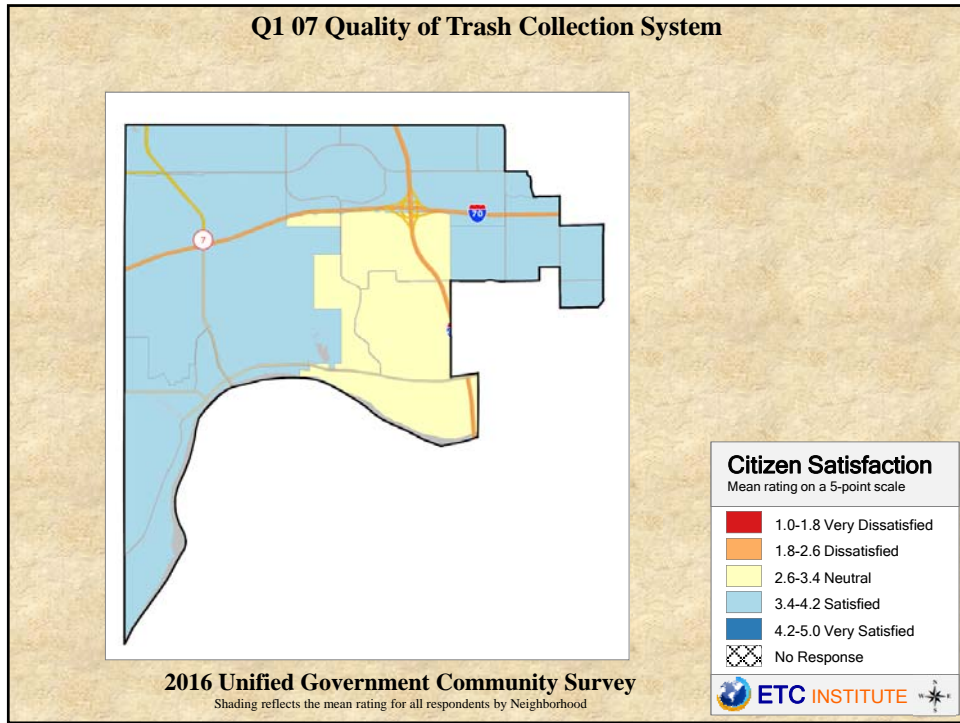 Q1 07 Quality of Trash Collection System
70
7
Citizen Satisfaction
Mean rating on a 5-point scale
1.0-1.8 Very Dissatisfied
1.8-2.6 Dissatisfied
2.6-3.4 Neutral
3.4-4.2 Satisfied
4.2-5.0 Very Satisfied
No Response
2016 Unified Government Community Survey
Shading reflects the mean rating for all respondents by Neighborhood
ETC INSTITUTE
N
W E
S